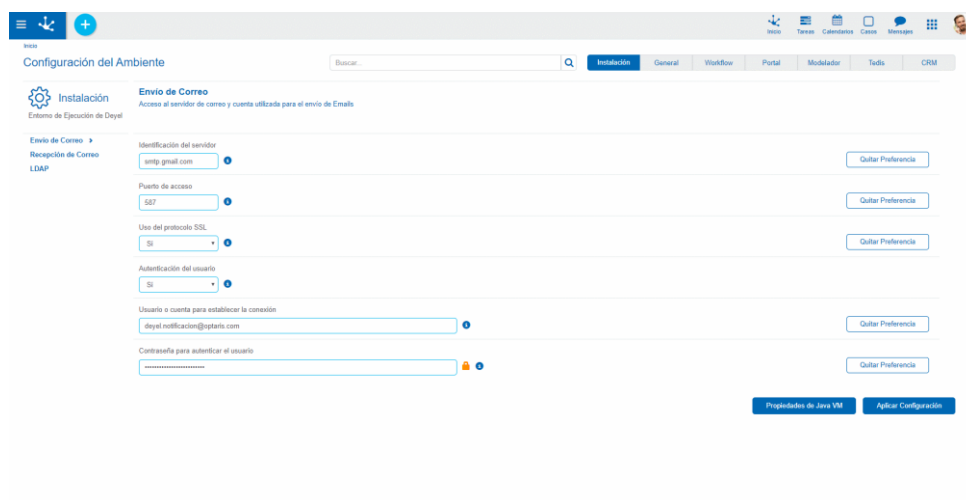 Inicio
Tareas
Calendarios
Casos
Mensajes
Inicio
Configuración del Ambiente
Buscar...
Instalación
General
Workflow
Portal
Modelador
Tedis
CRM
Instalación
Entorno de Ejecución de Deyel
Envío de Correo
Acceso al servidor de correo y cuenta utilizada para el envío de Emails
Envío de Correo
Recepción de Correo
LDAP
Identificación del servidor
smtp.gmail.com
Quitar Preferencia
Puerto de acceso
587
Quitar Preferencia
Uso del protocolo SSL
Si
Quitar Preferencia
Autenticación del usuario
Si
Usuario o cuenta para establecer la conexión
deyel.notificacion@optaris.com
Quitar Preferencia
Contraseña para autenticar el usuario
Quitar Preferencia
Propiedades de Java VM
Aplicar Configuración